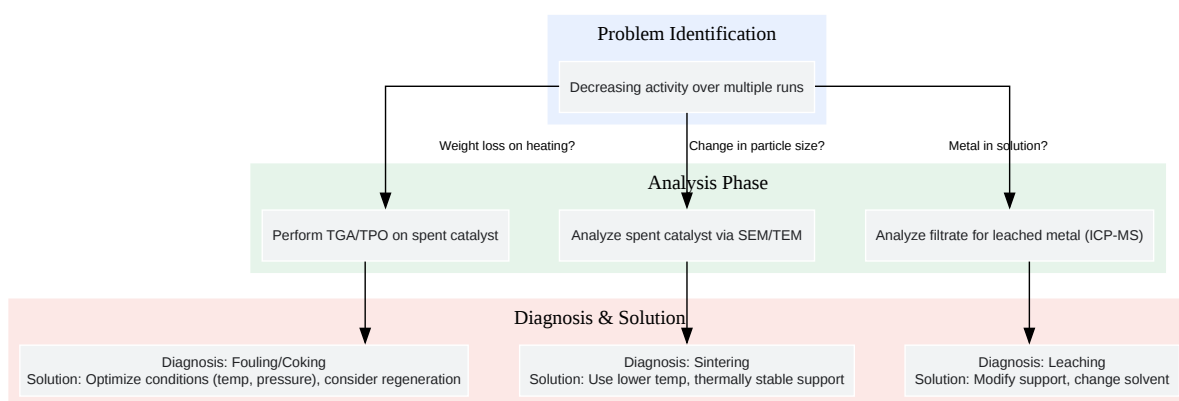 Problem Identification
Decreasing activity over multiple runs
Weight loss on heating?
Change in particle size?
Metal in solution?
Analysis Phase
Perform TGA/TPO on spent catalyst
Analyze spent catalyst via SEM/TEM
Analyze filtrate for leached metal (ICP-MS)
Diagnosis & Solution
Diagnosis: Fouling/Coking
Solution: Optimize conditions (temp, pressure), consider regeneration
Diagnosis: Sintering
Solution: Use lower temp, thermally stable support
Diagnosis: Leaching
Solution: Modify support, change solvent